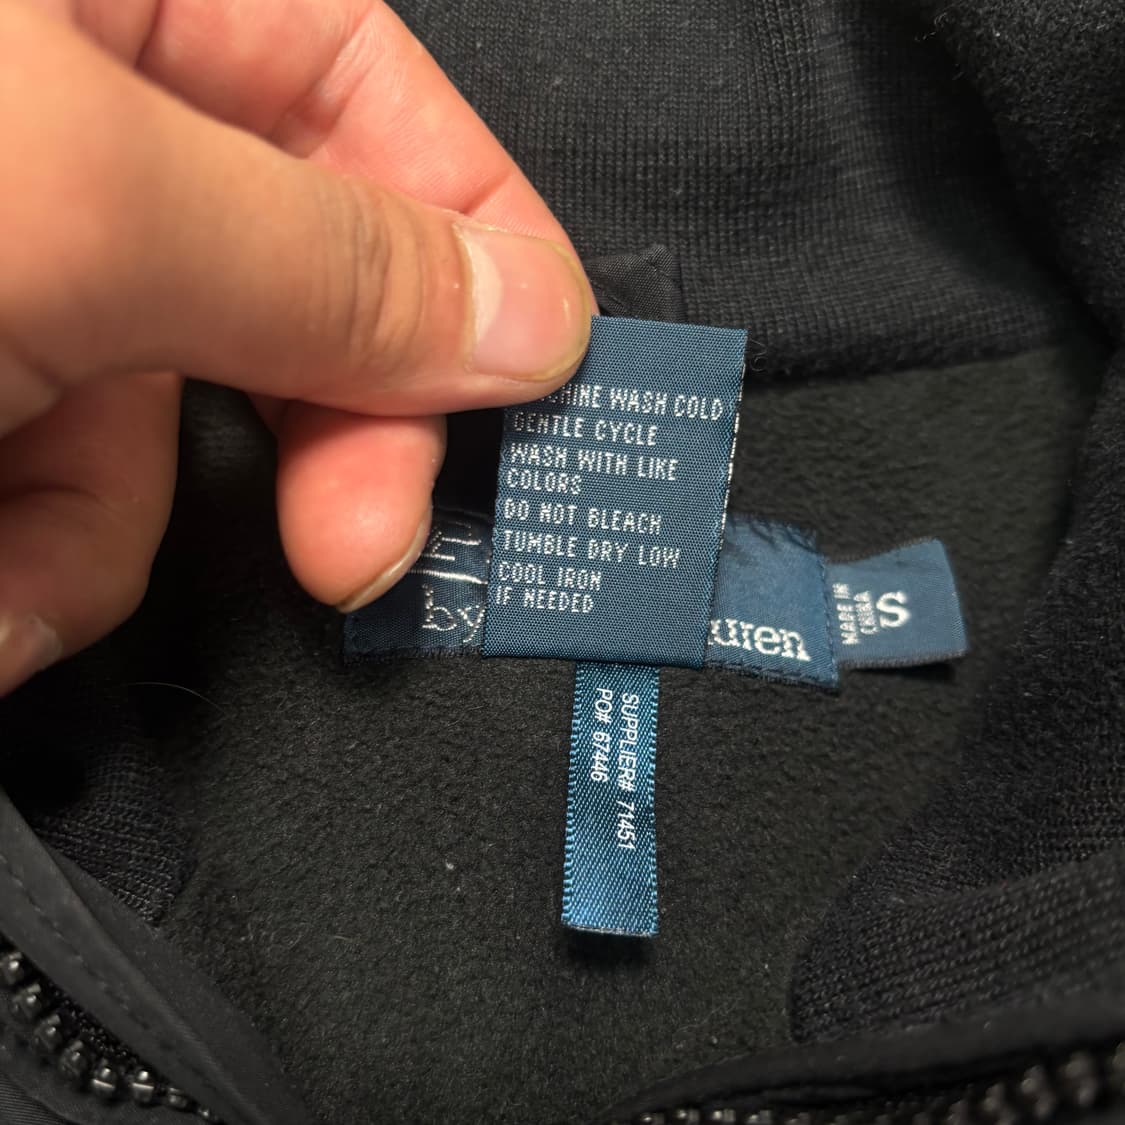 HINE WASH COLD
GENTLE CYCLE
WASH WITH LIKE
COLORS
DO NOT BLEACH
TUMBLE DRY LOW
COOL IRON
IF NEEDED
by uren
MADE IN
CHINA
S
SUPPLIER# 71451
PO# 67446